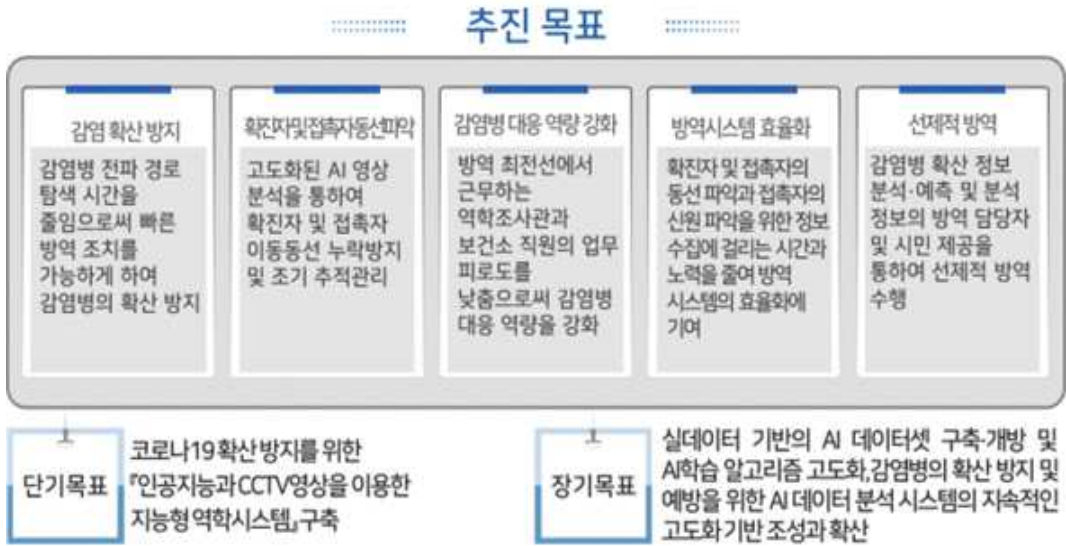 추진 목표
감염 확산 방지
감염병 전파 경로
탐색 시간을
줄임으로써 빠른
방역 조치를
가능하게 하여
감염병의 확산 방지
확진자및접촉자동선파악
고도화된 AI 영상
분석을 통하여
확진자 및 접촉자
이동동선 누락방지
및 조기 추적관리
감염병 대응 역량 강화
방역 최전선에서
근무하는
역학조사관과
보건소 직원의 업무
피로도를
낮춤으로써 감염병
대응 역량을 강화
방역시스템 효율화
확진자 및 접촉자의
동선 파악과 접촉자의
신원 파악을 위한 정보
수집에 걸리는 시간과
노력을 줄여 방역
시스템의 효율화에
기여
선제적 방역
감염병 확산 정보
분석·예측 및 분석
정보의 방역 담당자
및 시민 제공을
통하여 선제적 방역
수행
단기목표
코로나19 확산 방지를 위한
『인공지능과 CCTV영상을 이용한
지능형 역학시스템』 구축
장기목표
실데이터 기반의 AI 데이터셋 구축·개방 및
AI학습 알고리즘 고도화,감염병의 확산 방지 및
예방을 위한 AI 데이터 분석 시스템의 지속적인
고도화 기반 조성과 확산